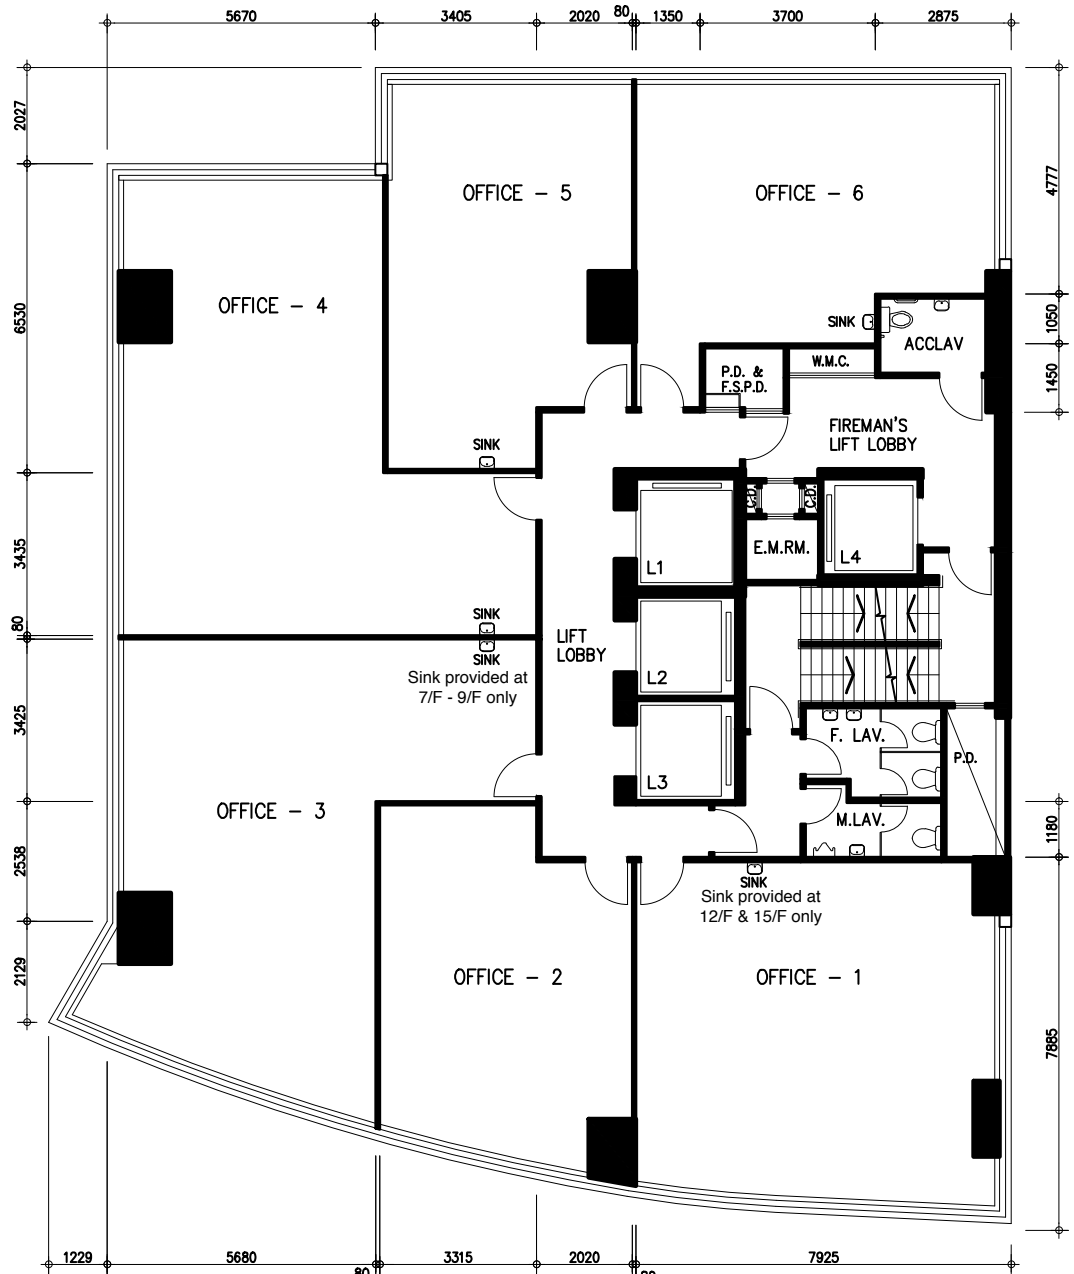 5670
3405
2020
80
1350
3700
2875
2027
4777
OFFICE - 5
OFFICE - 6
OFFICE - 4
6530
1050
SINK
ACCLAV
W.M.C.
P.D. &
F.S.P.D.
1450
FIREMAN'S
LIFT LOBBY
SINK
C.D.
C.D.
E.M.RM.
L4
L1
3435
80
SINK
SINK
Sink provided at
7/F - 9/F only
LIFT
LOBBY
L2
3425
F. LAV.
P.D.
L3
OFFICE - 3
M.LAV.
1180
2538
SINK
Sink provided at
12/F & 15/F only
2129
OFFICE - 2
OFFICE - 1
7885
1229
5680
80
3315
2020
80
7925